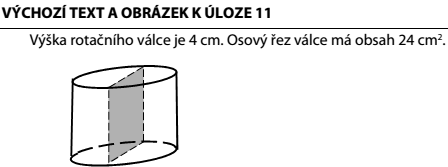 VÝCHOZÍ TEXT A OBRÁZEK K ÚLOZE 11
Výška rotačního válce je 4 cm. Osový řez válce má obsah 24 cm².